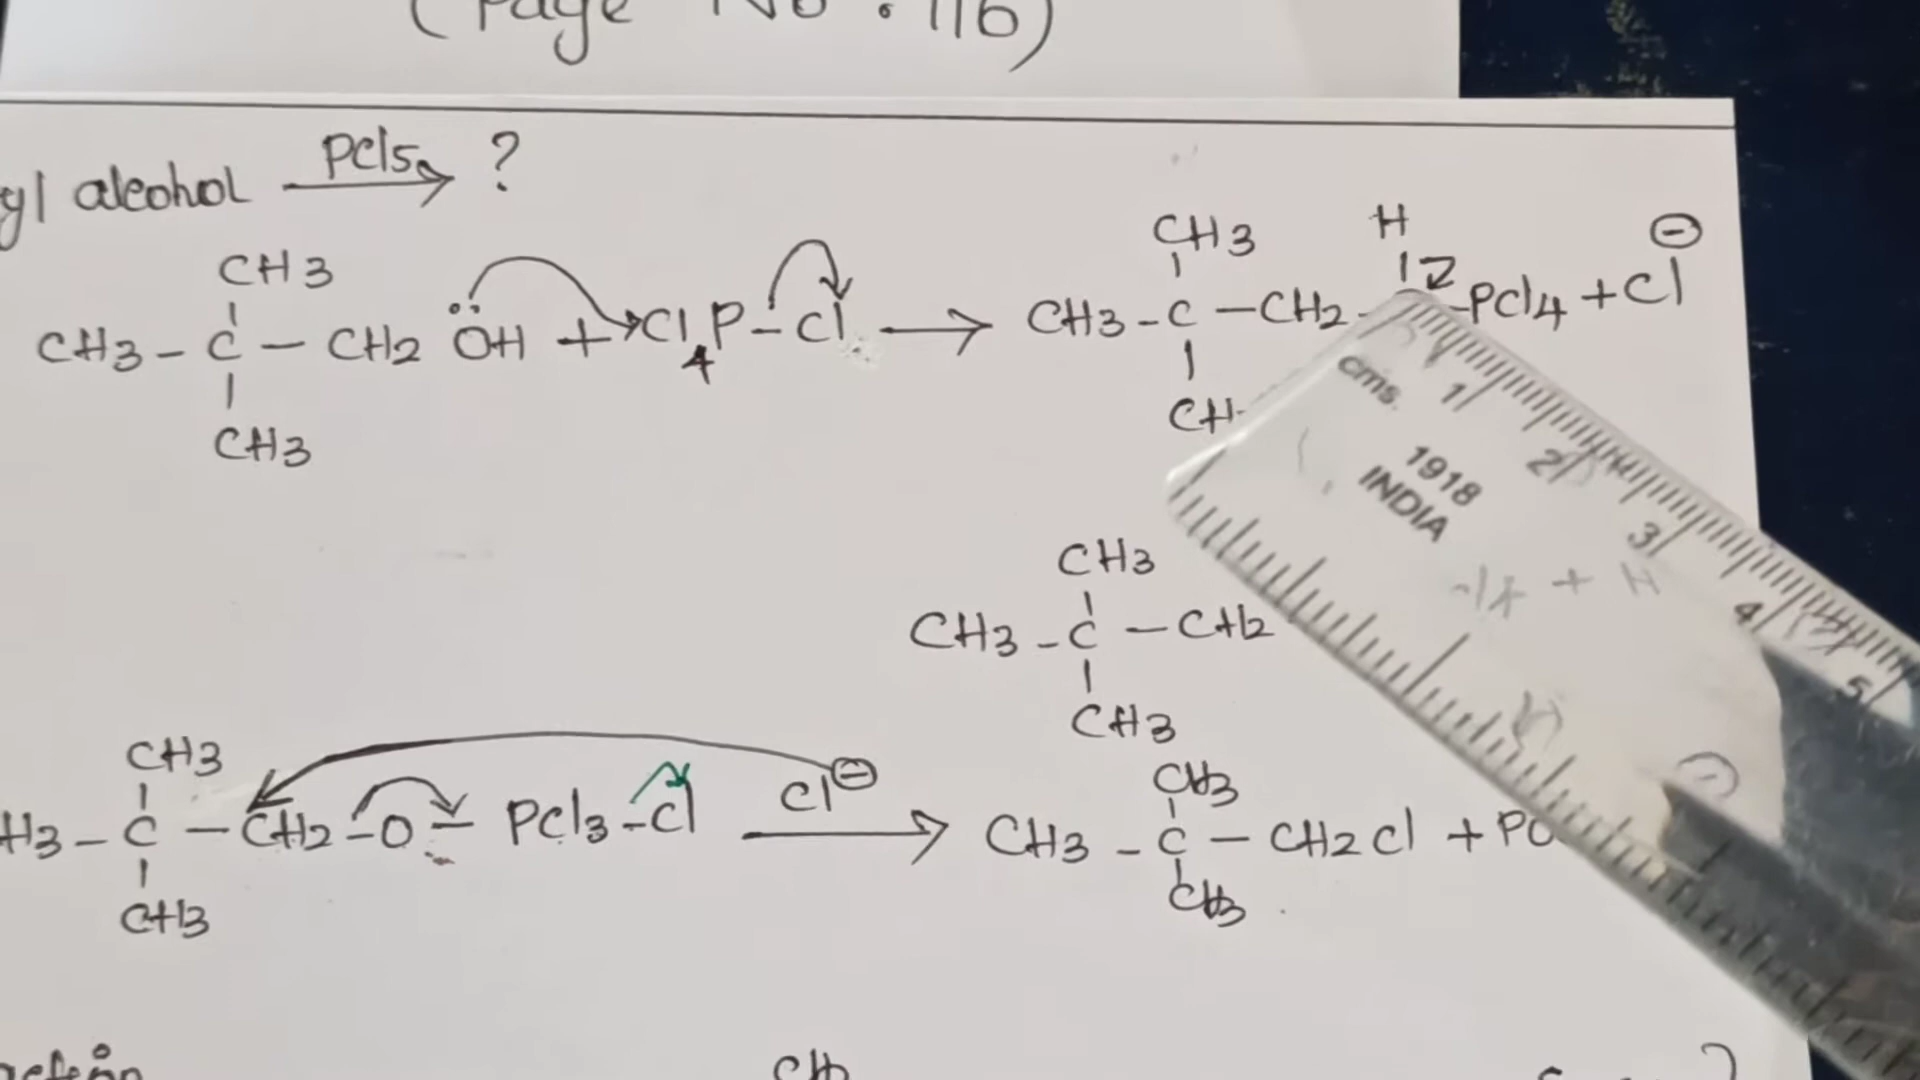 (Page No. 116)
yl alcohol PCl5 → ?
CH3 CH3 H ⊖
CH3 - C - CH2 ÖH + Cl4P - Cl → CH3 - C - CH2 - PCl4 + Cl
CH3 CH
cms. 1 2 3 4 5
1918
INDIA
CH3
CH3 - C - CH2
CH3
CH3 CH3
H3 - C - CH2 - O - PCl3 - Cl Cl⊖ → CH3 - C - CH2Cl + PO
CH3 CH3